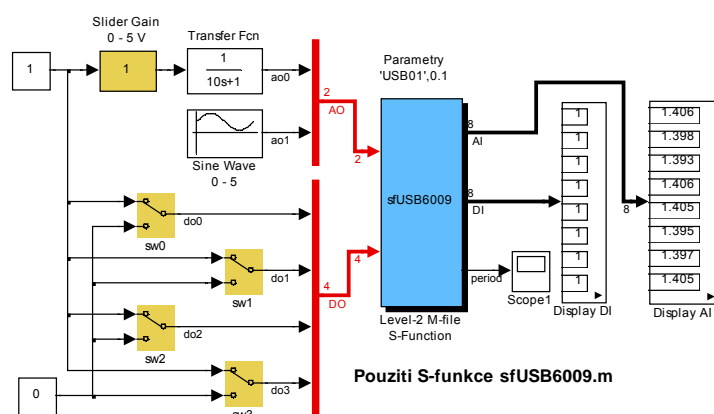 Slider Gain
0 - 5 V
1
1
Transfer Fcn
1
10s+1
ao0
Sine Wave
0 - 5
ao1
2
AO
2
Parametry
'USB01',0.1
sfUSB6009
Level-2 M-file
S-Function
8
AI
8
DI
period
Scope1
1
1
1
1
1
1
1
1
Display DI
8
1.406
1.398
1.393
1.406
1.405
1.395
1.397
1.405
Display AI
do0
sw0
do1
sw1
do2
sw2
do3
sw3
0
4
DO
4
Pouziti S-funkce sfUSB6009.m